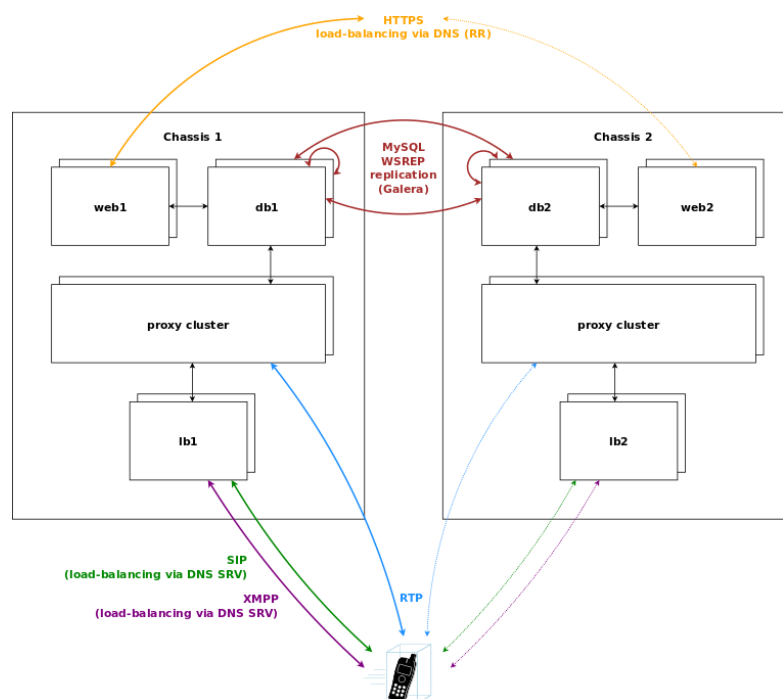 HTTPS
load-balancing via DNS (RR)
Chassis 1
Chassis 2
MySQL
WSREP
replication
(Galera)
web1
db1
db2
web2
proxy cluster
proxy cluster
lb1
lb2
SIP
(load-balancing via DNS SRV)
XMPP
(load-balancing via DNS SRV)
RTP